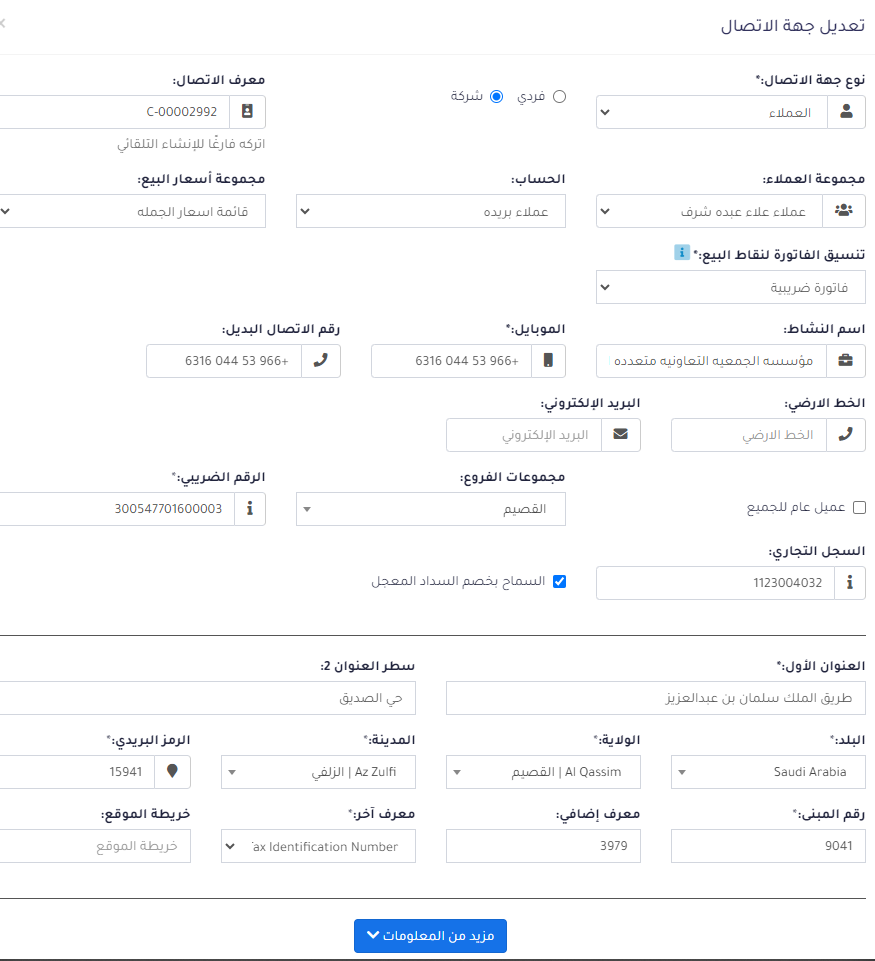 تعديل جهة الاتصال
×
نوع جهة الاتصال:*
العملاء
فردي
شركة
معرف الاتصال:
C-00002992
اتركه فارغًا للإنشاء التلقائي
مجموعة العملاء:
عملاء علاء عبده شرف
الحساب:
عملاء بريده
مجموعة أسعار البيع:
قائمة اسعار الجمله
تنسيق الفاتورة لنقاط البيع:*
فاتورة ضريبية
اسم النشاط:
مؤسسه الجمعيه التعاونيه متعدده
الموبايل:*
+966 53 044 6316
رقم الاتصال البديل:
+966 53 044 6316
الخط الارضي:
الخط الارضي
البريد الإلكتروني:
البريد الإلكتروني
عميل عام للجميع
مجموعات الفروع:
القصيم
الرقم الضريبي:*
300547701600003
السجل التجاري:
1123004032
السماح بخصم السداد المعجل
العنوان الأول:*
طريق الملك سلمان بن عبدالعزيز
سطر العنوان 2:
حي الصديق
البلد:*
Saudi Arabia
الولاية:*
Al Qassim | القصيم
المدينة:*
Az Zulfi | الزلفي
الرمز البريدي:*
15941
رقم المبنى:*
9041
معرف إضافي:
3979
معرف آخر:*
ax Identification Number
خريطة الموقع:
خريطة الموقع
مزيد من المعلومات